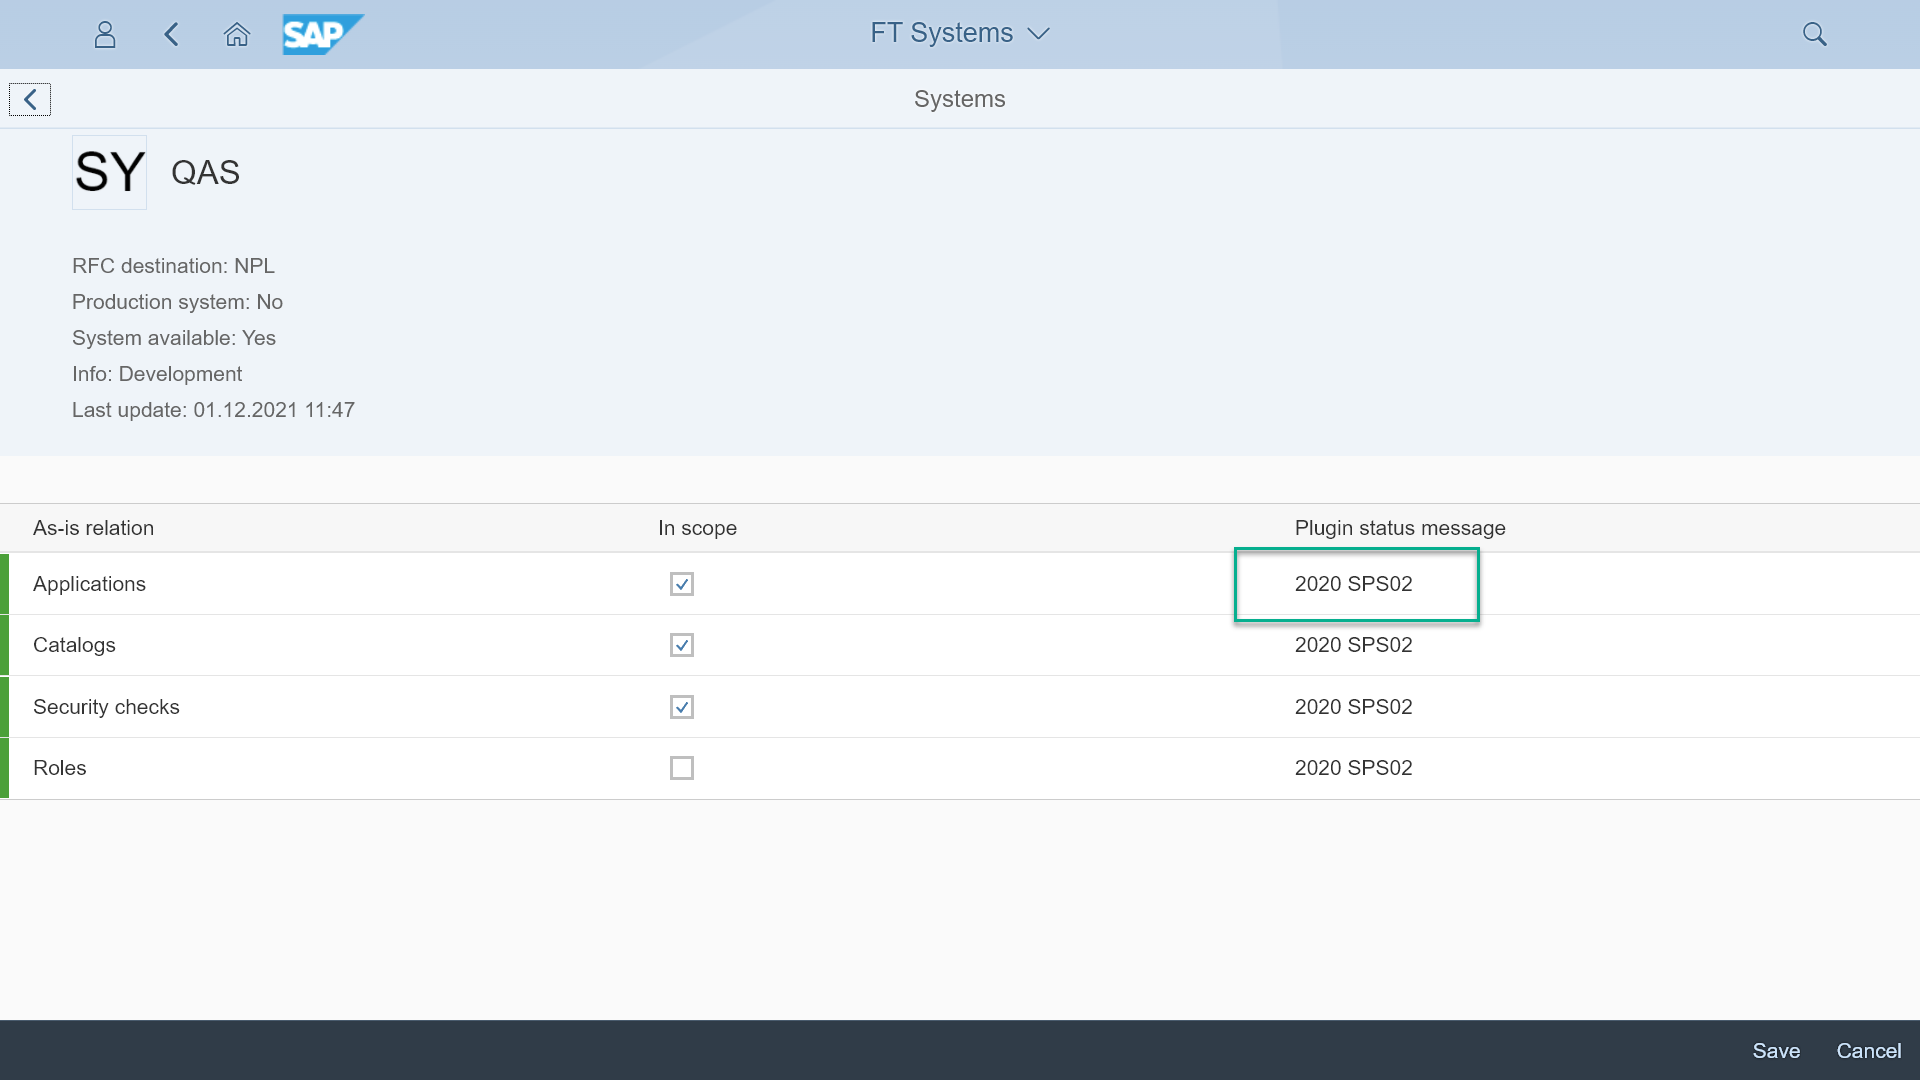 SAP
FT Systems
Systems
SY QAS
RFC destination: NPL
Production system: No
System available: Yes
Info: Development
Last update: 01.12.2021 11:47
As-is relation In scope Plugin status message
Applications 2020 SPS02
Catalogs 2020 SPS02
Security checks 2020 SPS02
Roles 2020 SPS02
Save Cancel